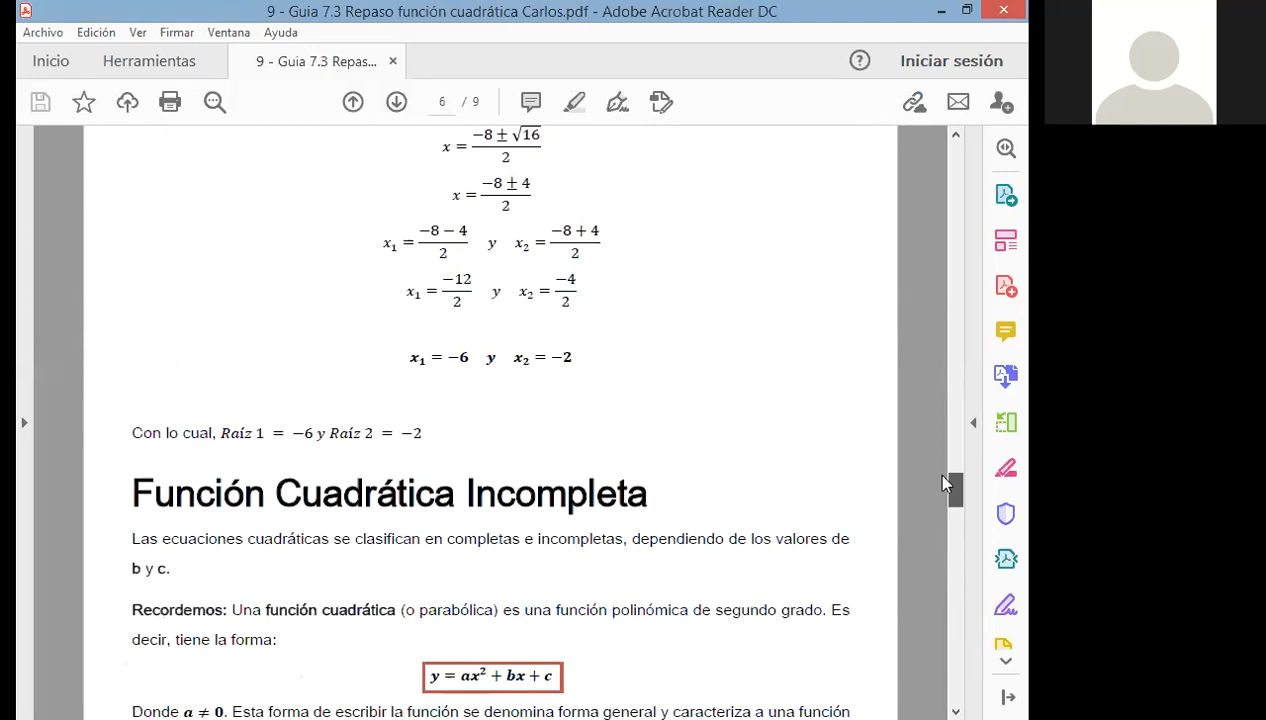 9 - Guia 7.3 Repaso función cuadrática Carlos.pdf - Adobe Acrobat Reader DC
Archivo Edición Ver Firmar Ventana Ayuda
Inicio Herramientas 9 - Guia 7.3 Repas... × ? Iniciar sesión
6 / 9
x = (−8 ± √16)/2
x = (−8 ± 4)/2
x₁ = (−8 − 4)/2 y x₂ = (−8 + 4)/2
x₁ = −12/2 y x₂ = −4/2
x₁ = −6 y x₂ = −2
Con lo cual, Raíz 1 = −6 y Raíz 2 = −2
Función Cuadrática Incompleta
Las ecuaciones cuadráticas se clasifican en completas e incompletas, dependiendo de los valores de
b y c.
Recordemos: Una función cuadrática (o parabólica) es una función polinómica de segundo grado. Es
decir, tiene la forma:
y = ax² + bx + c
Donde a ≠ 0. Esta forma de escribir la función se denomina forma general y caracteriza a una función